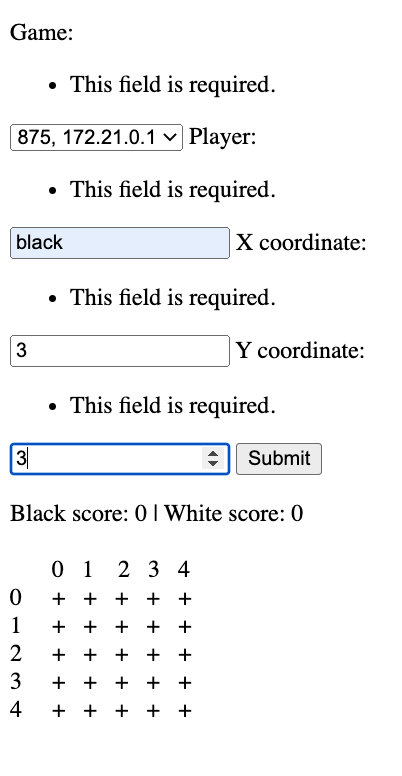 Game:
• This field is required.
875, 172.21.0.1 Player:
• This field is required.
black X coordinate:
• This field is required.
3 Y coordinate:
• This field is required.
3 Submit
Black score: 0 | White score: 0
0 1 2 3 4
0 + + + + +
1 + + + + +
2 + + + + +
3 + + + + +
4 + + + + +